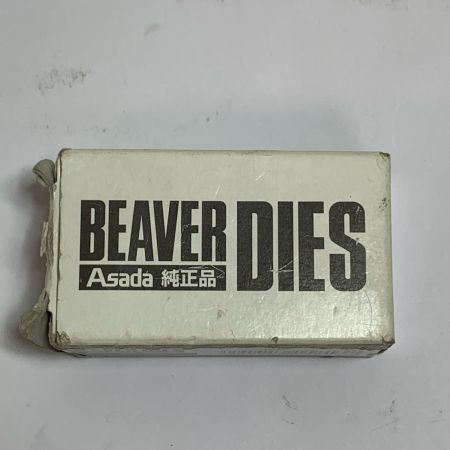 BEAVER DIES
Asada 純正品